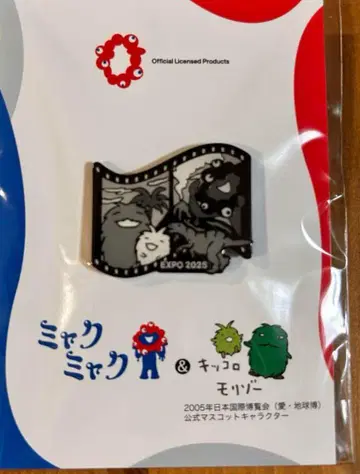 Official Licensed Products
EXPO 2025
ミャク
ミャク
&
キッコロ
モリゾー
2005年日本国際博覧会（愛・地球博）
公式マスコットキャラクター